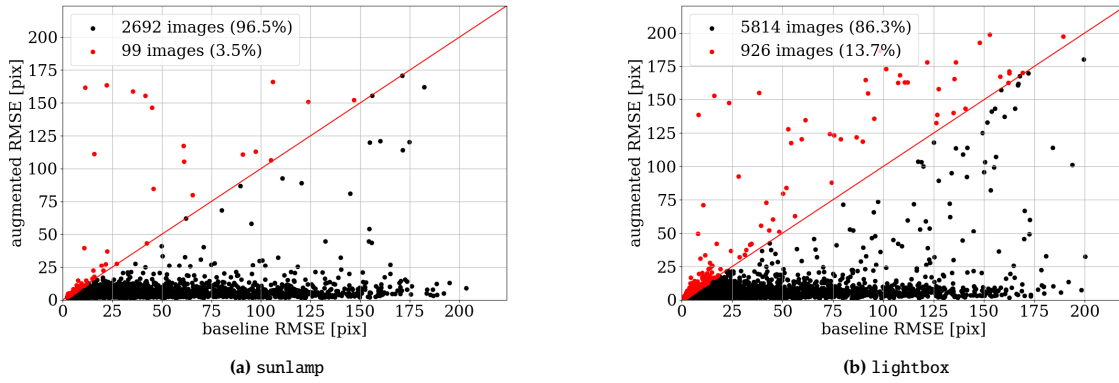 2692 images (96.5%)
99 images (3.5%)
augmented RMSE [pix]
200
175
150
125
100
75
50
25
0
0 25 50 75 100 125 150 175 200
baseline RMSE [pix]
(a) sunlamp
5814 images (86.3%)
926 images (13.7%)
augmented RMSE [pix]
200
175
150
125
100
75
50
25
0
0 25 50 75 100 125 150 175 200
baseline RMSE [pix]
(b) lightbox